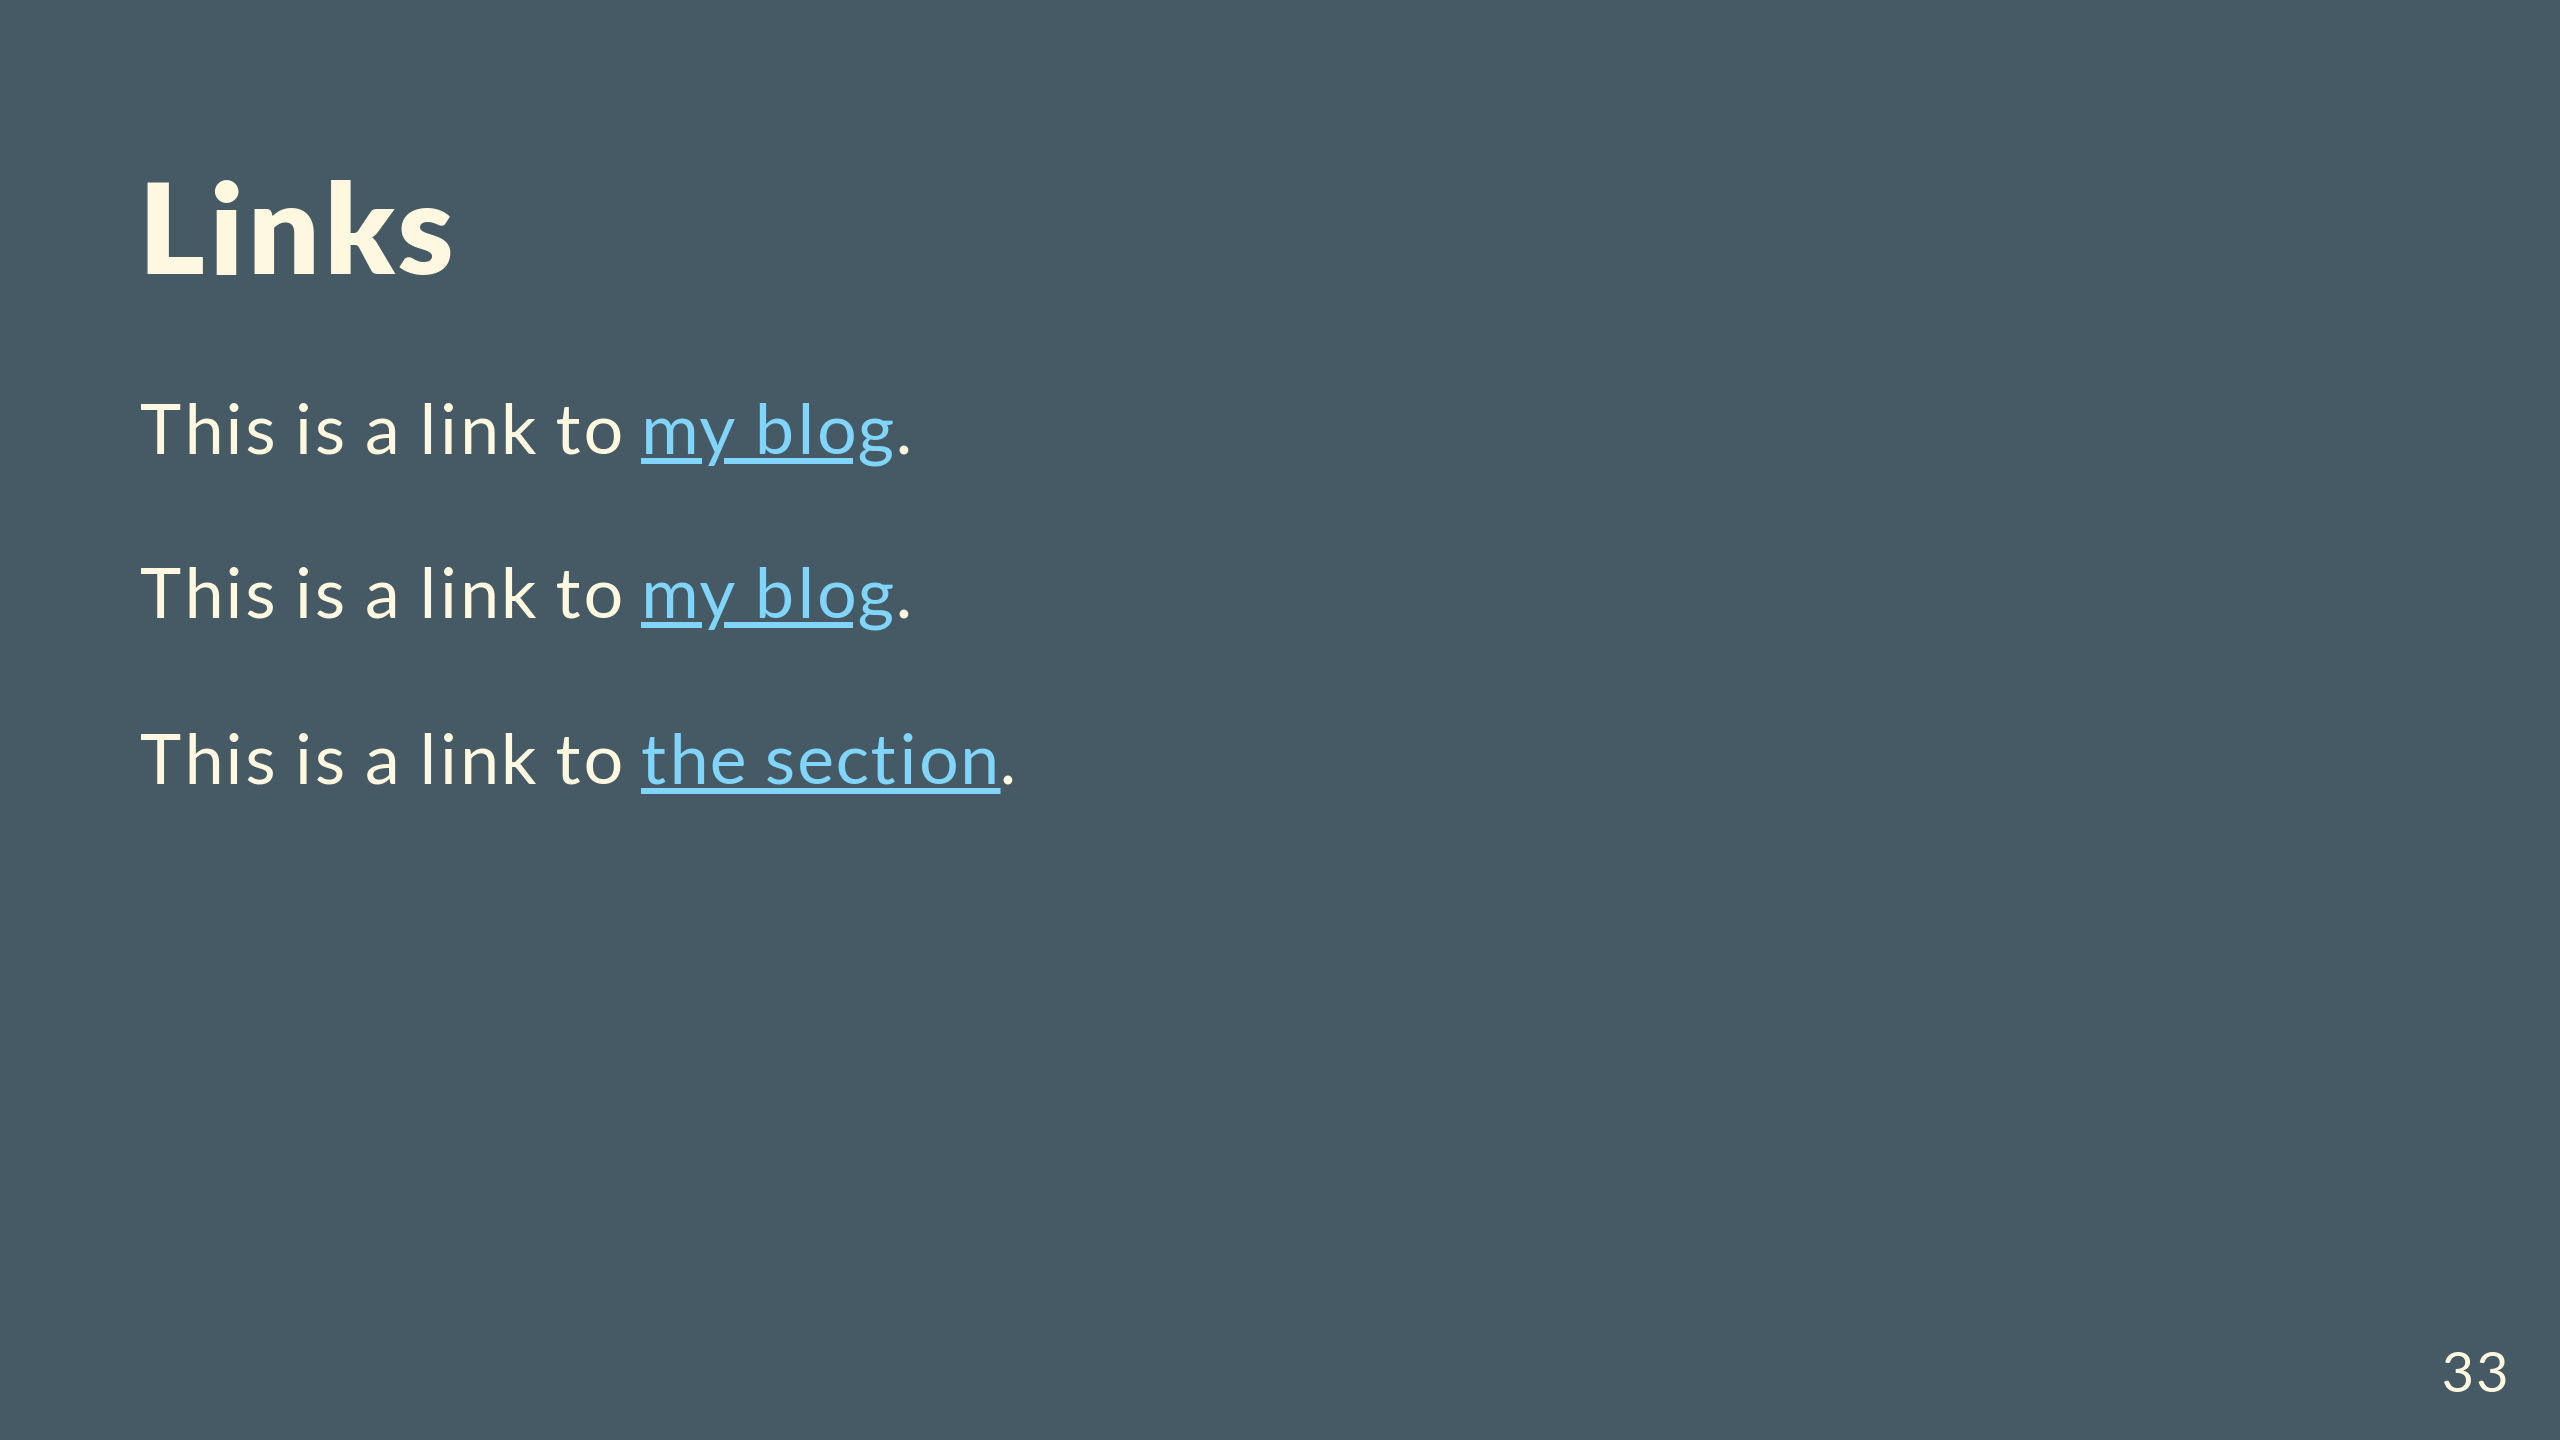 Links
This is a link to my blog.
This is a link to my blog.
This is a link to the section.
33